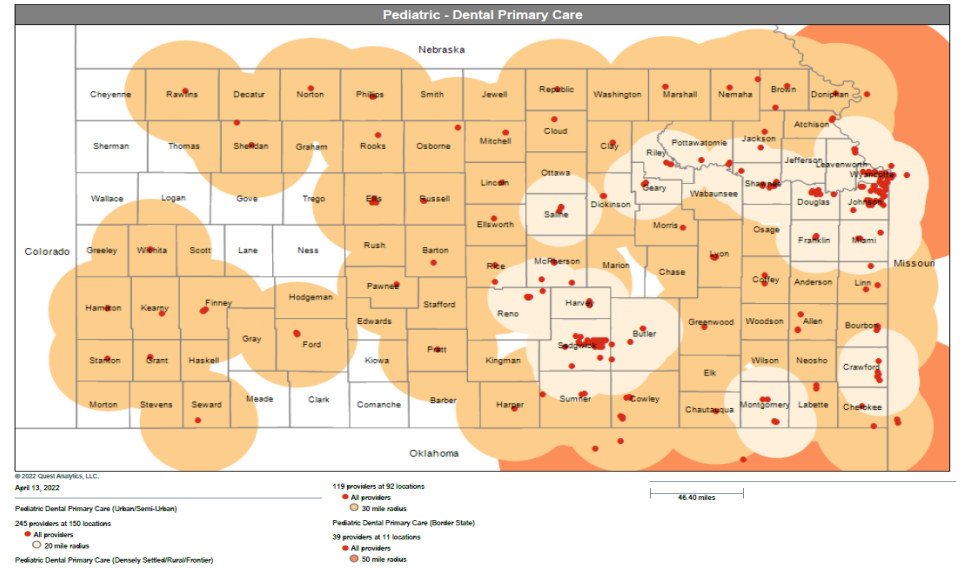 Pediatric - Dental Primary Care
Nebraska
Cheyenne Rawlins Decatur Norton Phillips Smith Jewell Republic Washington Marshall Nemaha Brown Doniphan
Atchison
Sherman Thomas Sheridan Graham Rooks Osborne Mitchell Cloud Clay Riley Pottawatomie Jackson Jefferson Leavenworth
Wyandotte
Wallace Logan Gove Trego Ellis Russell Lincoln Ottawa Saline Dickinson Geary Wabaunsee Shawnee Douglas Johnson
Ellsworth Morris Osage Franklin Miami
Colorado Greeley Wichita Scott Lane Ness Rush Barton Rice McPherson Marion Chase Lyon Missouri
Hamilton Kearny Finney Hodgeman Pawnee Stafford Reno Harvey Coffey Anderson Linn
Gray Ford Edwards Sedgwick Butler Greenwood Woodson Allen Bourbon
Stanton Grant Haskell Kiowa Pratt Kingman Elk Wilson Neosho Crawford
Morton Stevens Seward Meade Clark Comanche Barber Harper Sumner Cowley Chautauqua Montgomery Labette Cherokee
Oklahoma
© 2022 Quest Analytics, LLC.
April 13, 2022
Pediatric Dental Primary Care (Urban/Semi-Urban)
245 providers at 150 locations
All providers
20 mile radius
Pediatric Dental Primary Care (Densely Settled/Rural/Frontier)
119 providers at 92 locations
All providers
30 mile radius
Pediatric Dental Primary Care (Border State)
39 providers at 11 locations
All providers
50 mile radius
46.40 miles